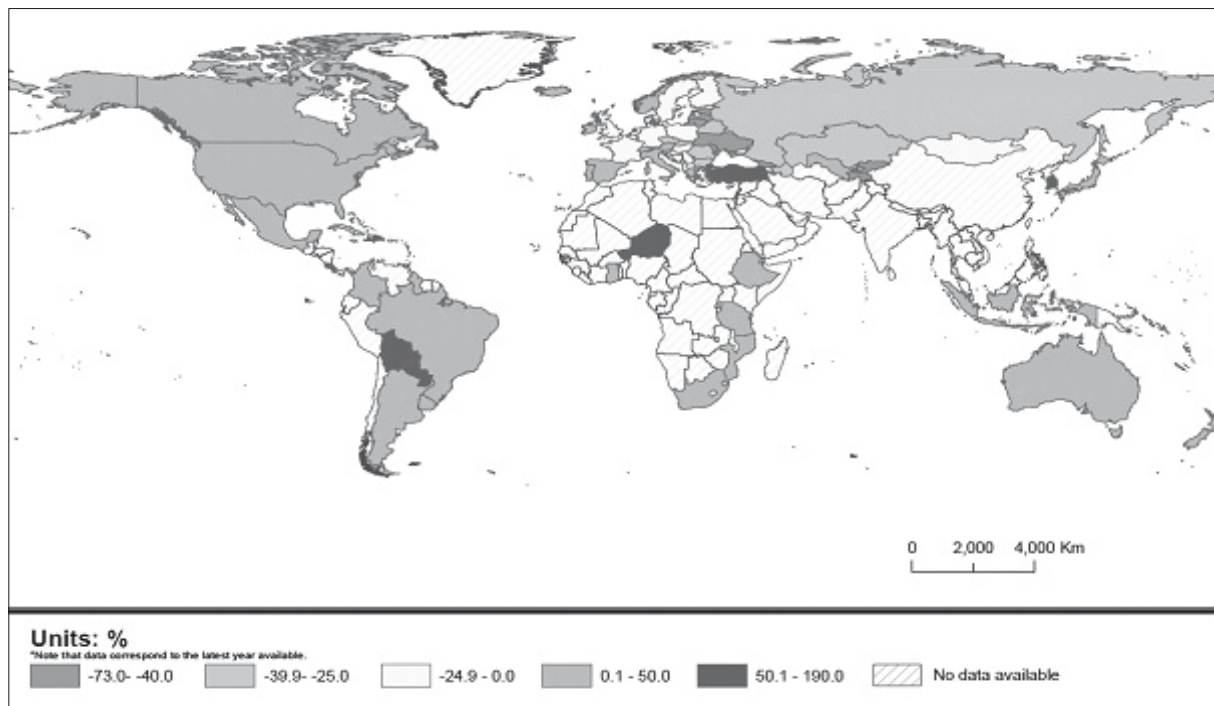 0 2,000 4,000 Km
Units: %
*Note that data correspond to the latest year available.
-73.0- -40.0 -39.9- -25.0 -24.9 - 0.0 0.1 - 50.0 50.1 - 190.0 No data available